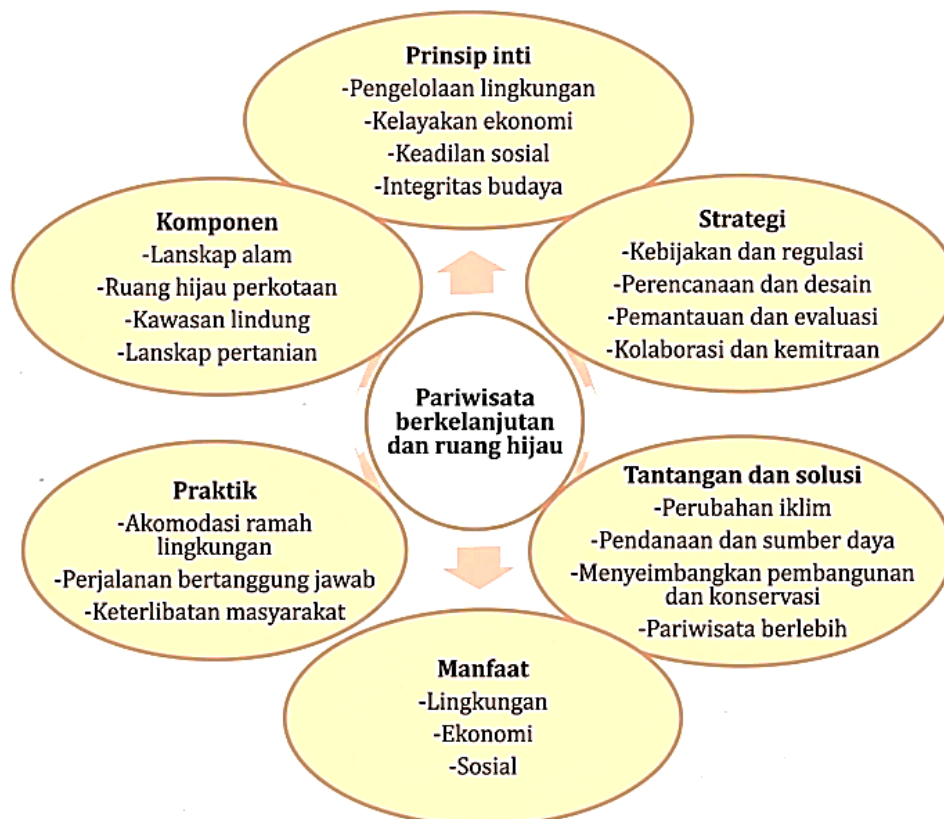 Prinsip inti
-Pengelolaan lingkungan
-Kelayakan ekonomi
-Keadilan sosial
-Integritas budaya
Komponen
-Lanskap alam
-Ruang hijau perkotaan
-Kawasan lindung
-Lanskap pertanian
Strategi
-Kebijakan dan regulasi
-Perencanaan dan desain
-Pemantauan dan evaluasi
-Kolaborasi dan kemitraan
Pariwisata
berkelanjutan
dan ruang hijau
Praktik
-Akomodasi ramah
lingkungan
-Perjalanan bertanggung jawab
-Keterlibatan masyarakat
Tantangan dan solusi
-Perubahan iklim
-Pendanaan dan sumber daya
-Menyeimbangkan pembangunan
dan konservasi
-Pariwisata berlebih
Manfaat
-Lingkungan
-Ekonomi
-Sosial